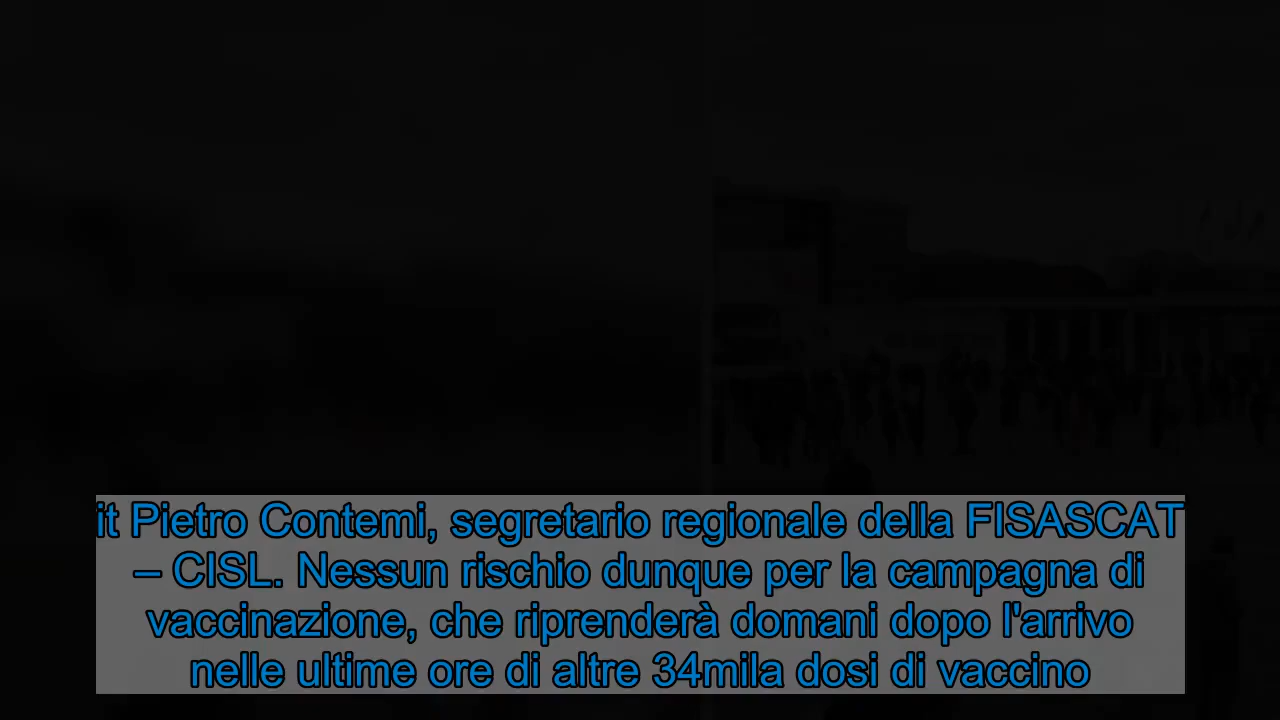 it Pietro Contemi, segretario regionale della FISASCAT
– CISL. Nessun rischio dunque per la campagna di
vaccinazione, che riprenderà domani dopo l'arrivo
nelle ultime ore di altre 34mila dosi di vaccino